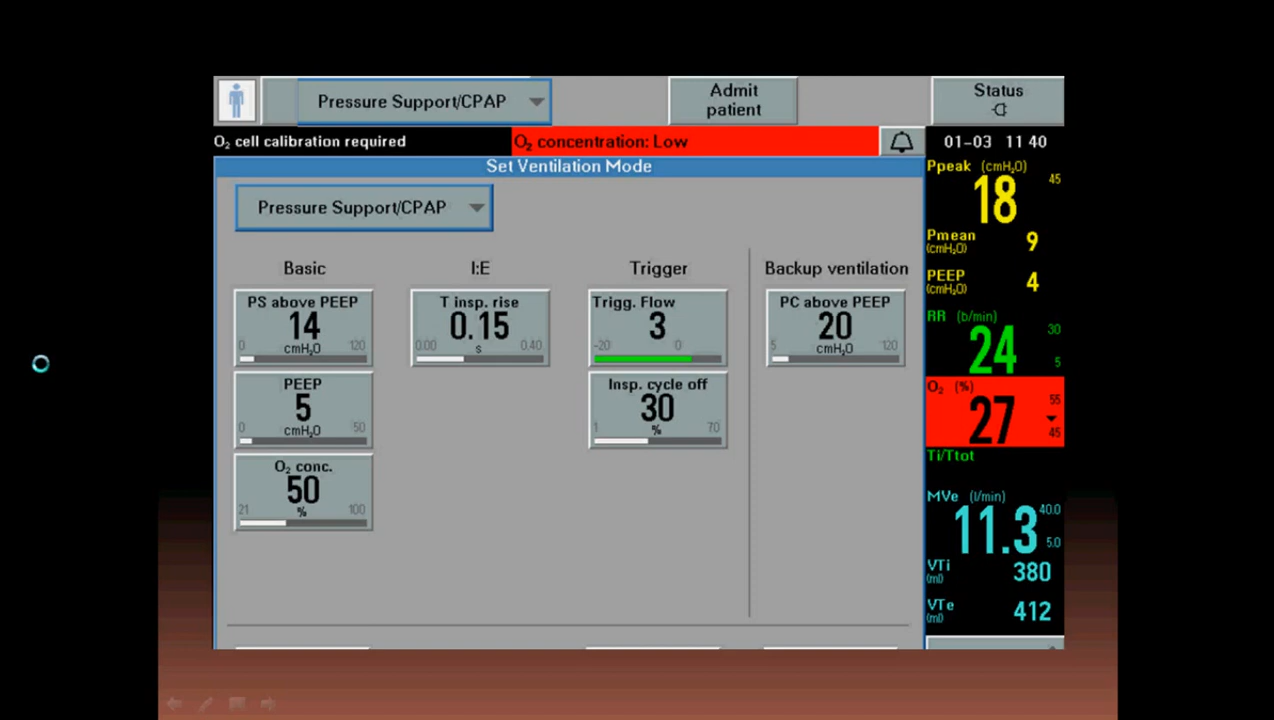 Pressure Support/CPAP
Admit
patient
Status
O₂ cell calibration required
O₂ concentration: Low
01-03 11 40
Set Ventilation Mode
Pressure Support/CPAP
Basic
I:E
Trigger
Backup ventilation
PS above PEEP
14
cmH₂O
0 120
T insp. rise
0.15
s
0.00 0.40
Trigg. Flow
3
-20 0
PC above PEEP
20
cmH₂O
5 120
PEEP
5
cmH₂O
0 50
Insp. cycle off
30
%
1 70
O₂ conc.
50
%
21 100
Ppeak (cmH₂O)
18
45
Pmean
(cmH₂O)
9
PEEP
(cmH₂O)
4
RR (b/min)
24
30
5
O₂ (%)
27
55
45
Ti/Ttot
MVe (l/min)
11.3
40.0
5.0
VTi
(ml)
380
VTe
(ml)
412